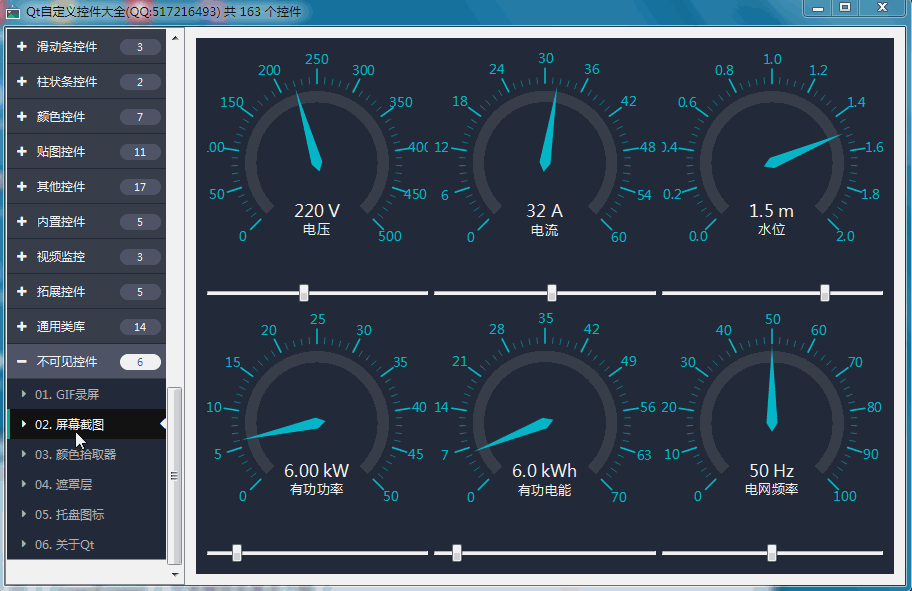 Qt自定义控件大全(QQ:517216493) 共 163 个控件
滑动条控件 3
柱状条控件 2
颜色控件 7
贴图控件 11
其他控件 17
内置控件 5
视频监控 3
拓展控件 5
通用类库 14
不可见控件 6
01. GIF录屏
02. 屏幕截图
03. 颜色拾取器
04. 遮罩层
05. 托盘图标
06. 关于Qt
0 50 .00 150 200 250 300 350 400 450 500
220 V
电压
0 6 12 18 24 30 36 42 48 54 60
32 A
电流
0.0 0.2 0.4 0.6 0.8 1.0 1.2 1.4 1.6 1.8 2.0
1.5 m
水位
0 5 10 15 20 25 30 35 40 45 50
6.00 kW
有功功率
0 7 14 21 28 35 42 49 56 63 70
6.0 kWh
有功电能
0 10 20 30 40 50 60 70 80 90 100
50 Hz
电网频率